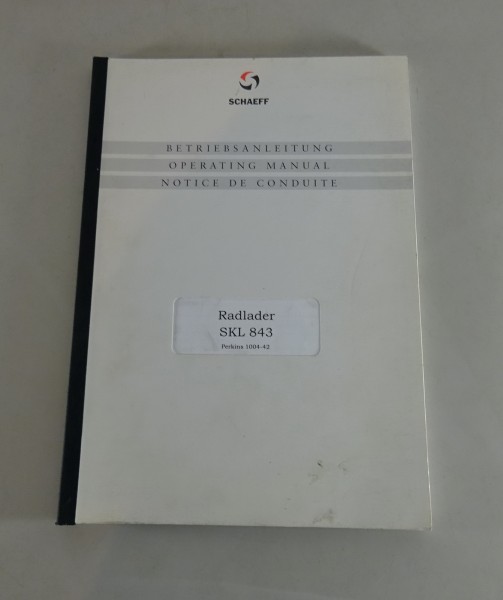 SCHAEFF
BETRIEBSANLEITUNG
OPERATING MANUAL
NOTICE DE CONDUITE
Radlader
SKL 843
Perkins 1004-42